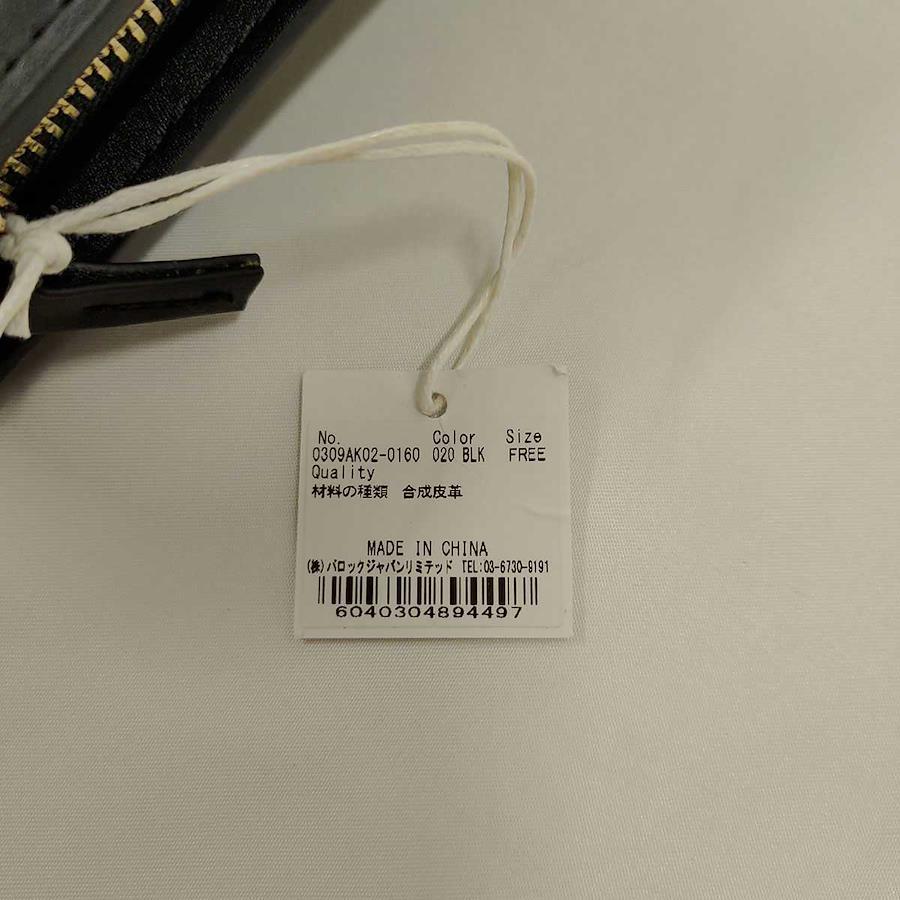 No. Color Size
0309AK02-0160 020 BLK FREE
Quality
材料の種類 合成皮革
MADE IN CHINA
(株)バロックジャパンリミテッド TEL:03-6730-9191
6040304894497